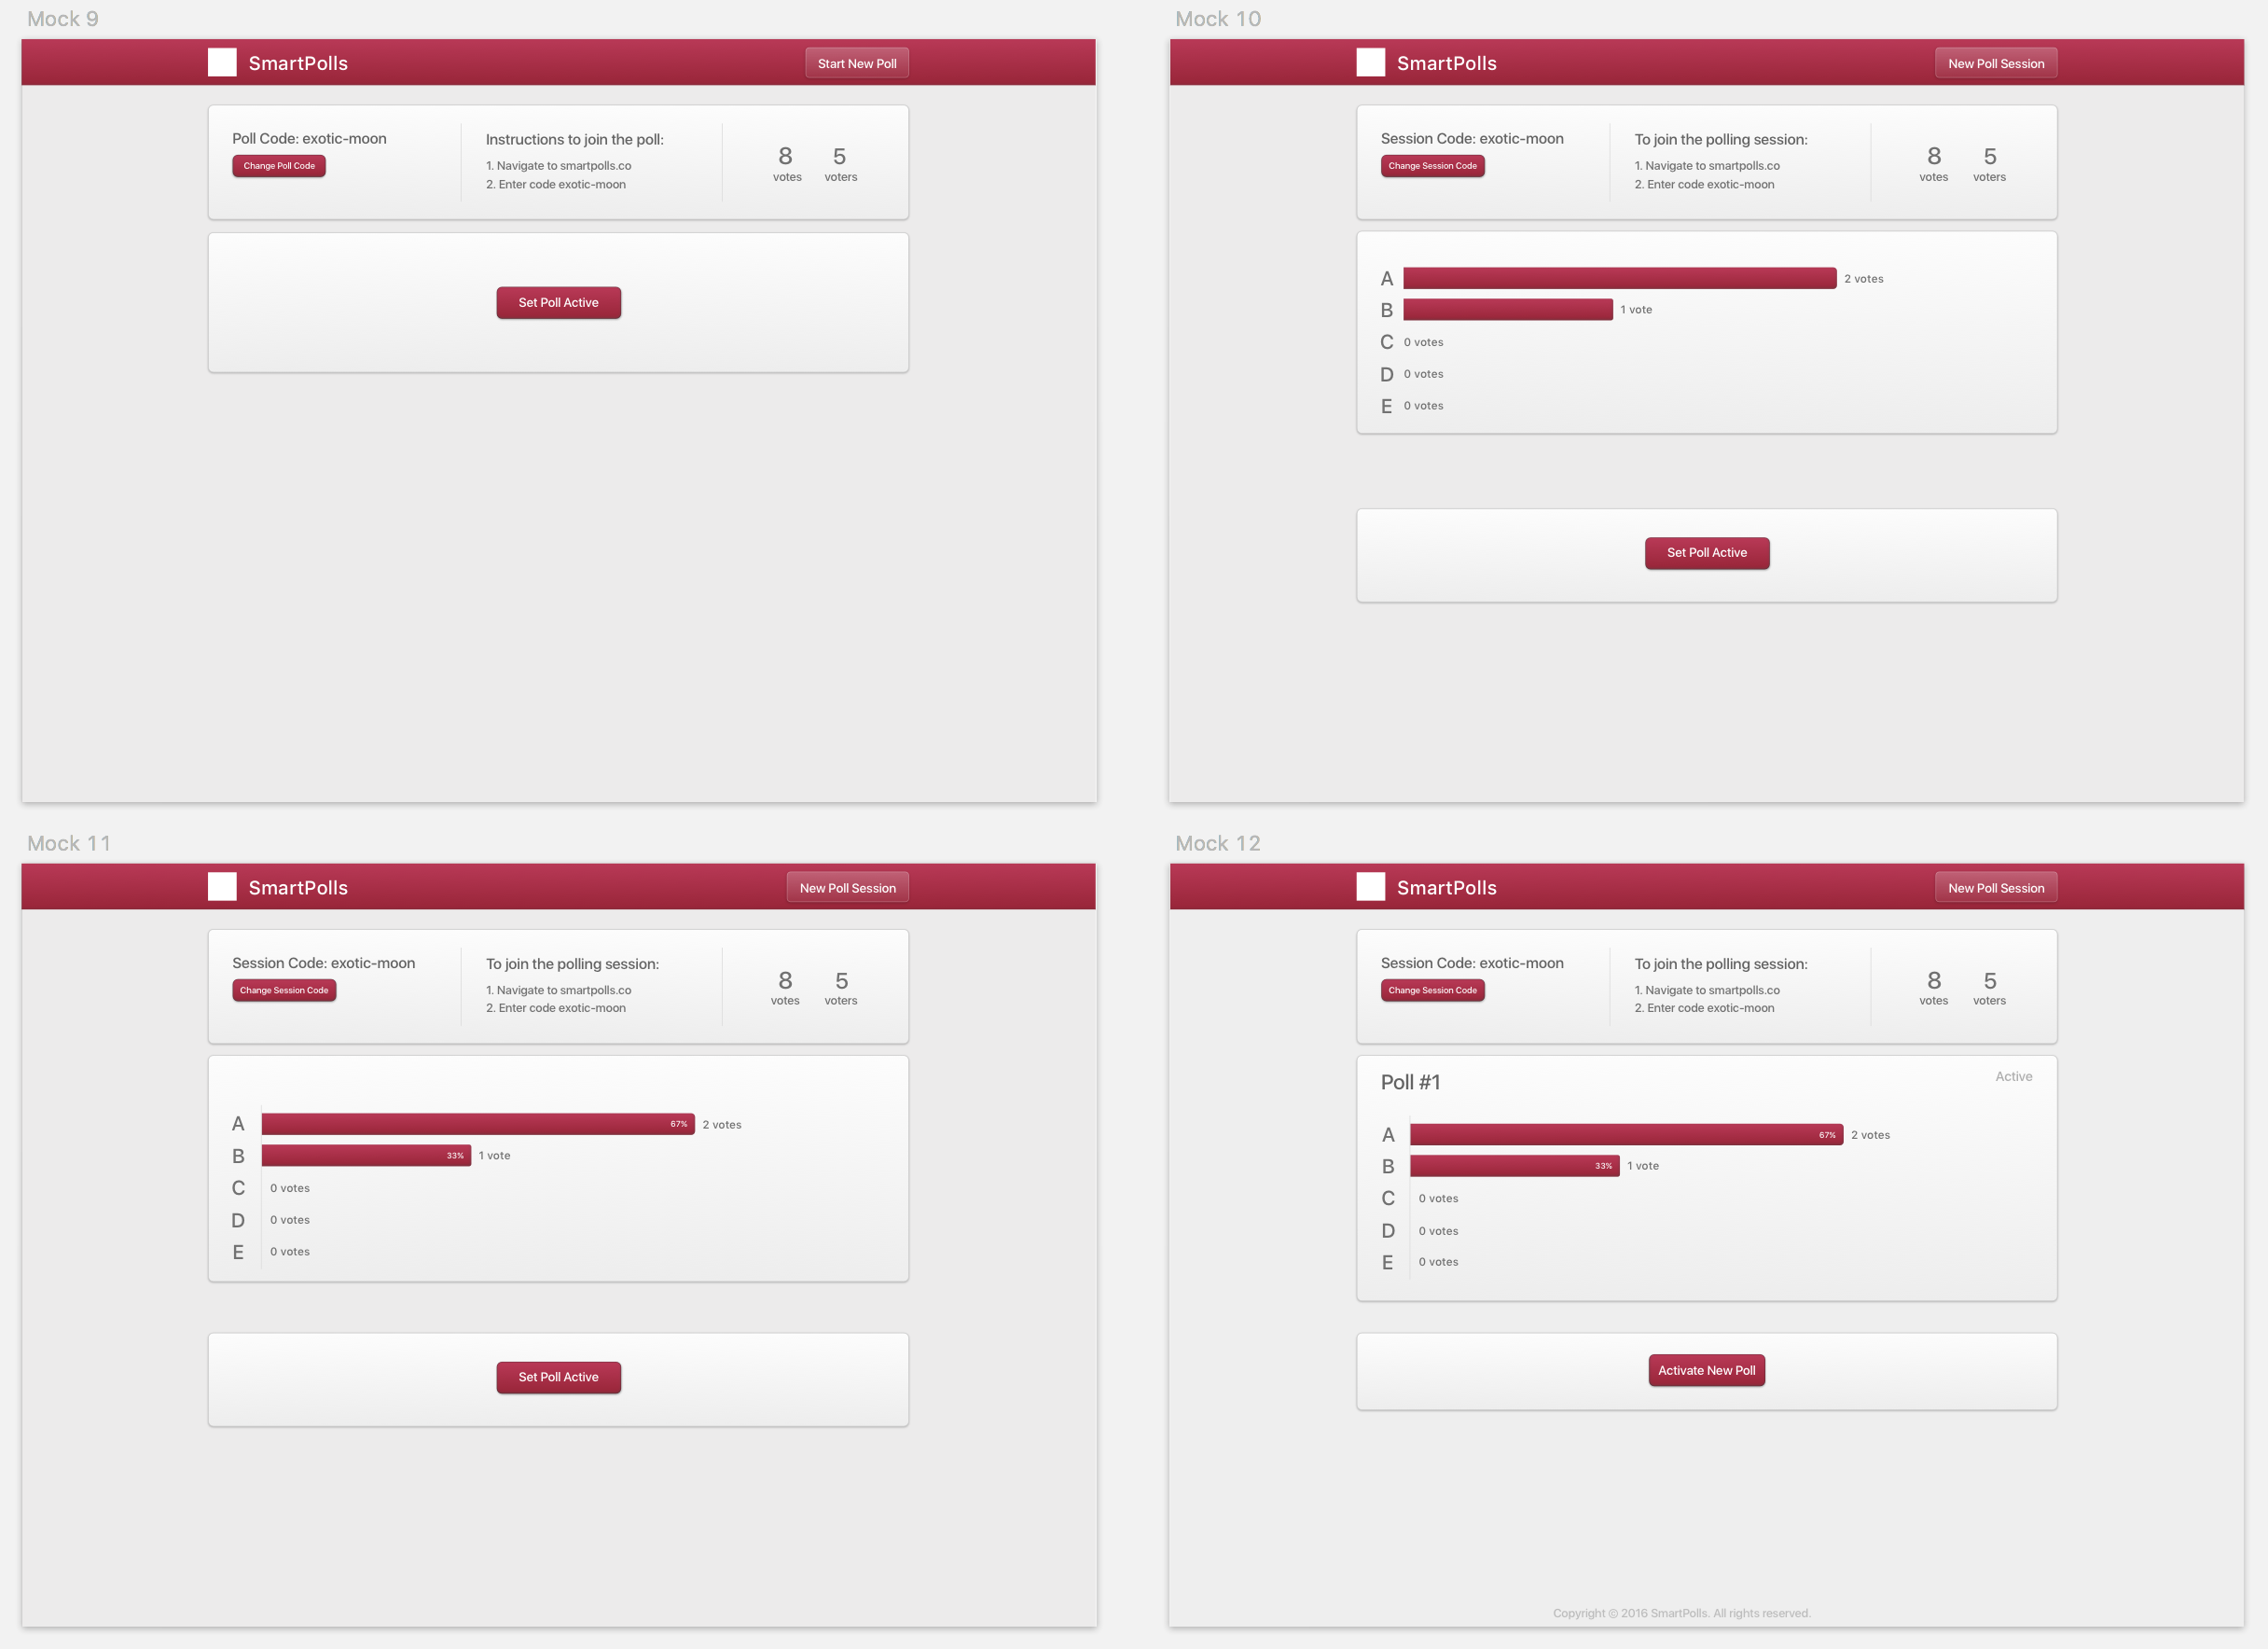 Mock 9
SmartPolls
Start New Poll
Poll Code: exotic-moon
Change Poll Code
Instructions to join the poll:
1. Navigate to smartpolls.co
2. Enter code exotic-moon
8 votes
5 voters
Set Poll Active
Mock 10
SmartPolls
New Poll Session
Session Code: exotic-moon
Change Session Code
To join the polling session:
1. Navigate to smartpolls.co
2. Enter code exotic-moon
8 votes
5 voters
A 2 votes
B 1 vote
C 0 votes
D 0 votes
E 0 votes
Set Poll Active
Mock 11
SmartPolls
New Poll Session
Session Code: exotic-moon
Change Session Code
To join the polling session:
1. Navigate to smartpolls.co
2. Enter code exotic-moon
8 votes
5 voters
A 67% 2 votes
B 33% 1 vote
C 0 votes
D 0 votes
E 0 votes
Set Poll Active
Mock 12
SmartPolls
New Poll Session
Session Code: exotic-moon
Change Session Code
To join the polling session:
1. Navigate to smartpolls.co
2. Enter code exotic-moon
8 votes
5 voters
Poll #1
Active
A 67% 2 votes
B 33% 1 vote
C 0 votes
D 0 votes
E 0 votes
Activate New Poll
Copyright © 2016 SmartPolls. All rights reserved.